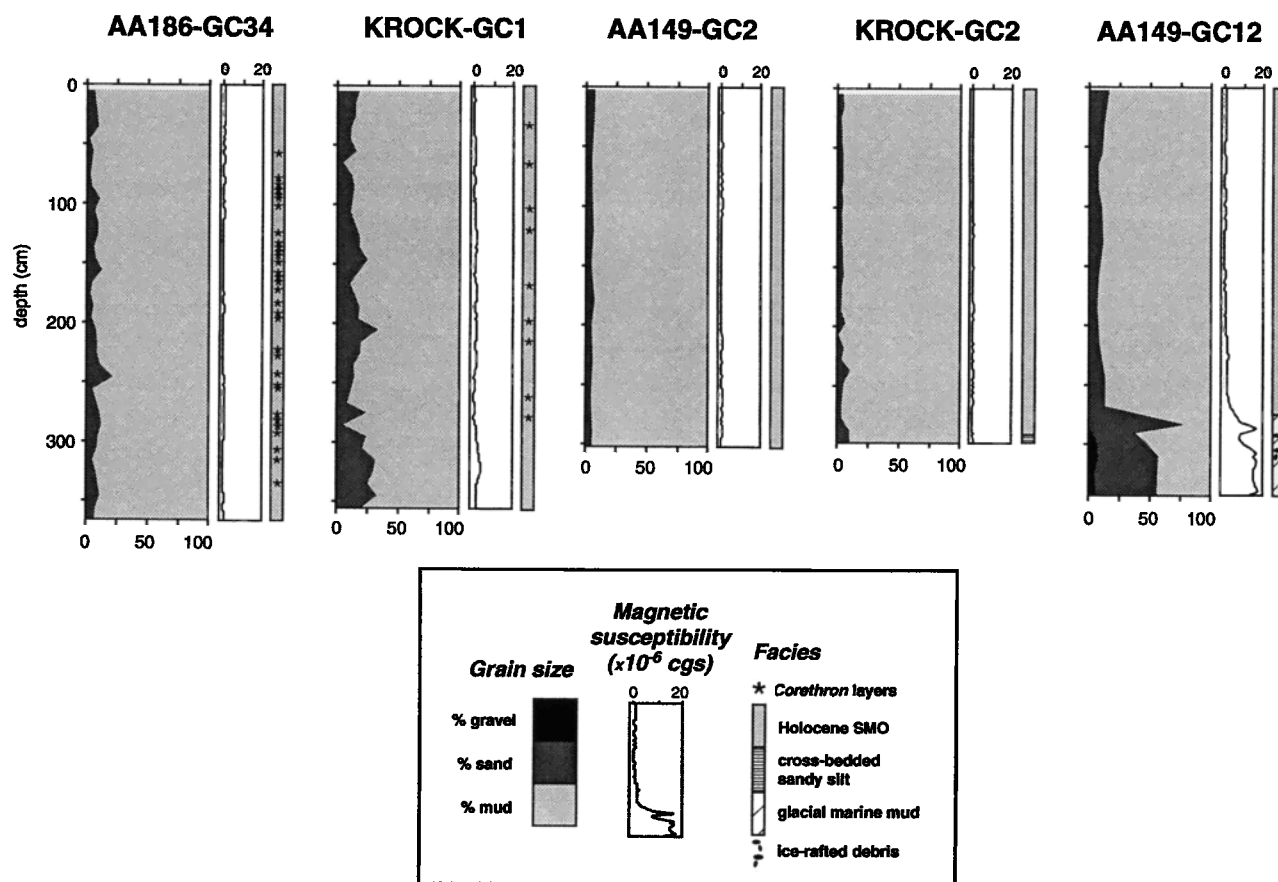 AA186-GC34 KROCK-GC1 AA149-GC2 KROCK-GC2 AA149-GC12
0 20 0 20 0 20 0 20 0 20
0
100
200
300
depth (cm)
0 50 100 0 50 100 0 50 100 0 50 100 0 50 100
Grain size
% gravel
% sand
% mud
Magnetic
susceptibility
(x10-6 cgs)
0 20
Facies
* Corethron layers
Holocene SMO
cross-bedded
sandy silt
glacial marine mud
ice-rafted debris